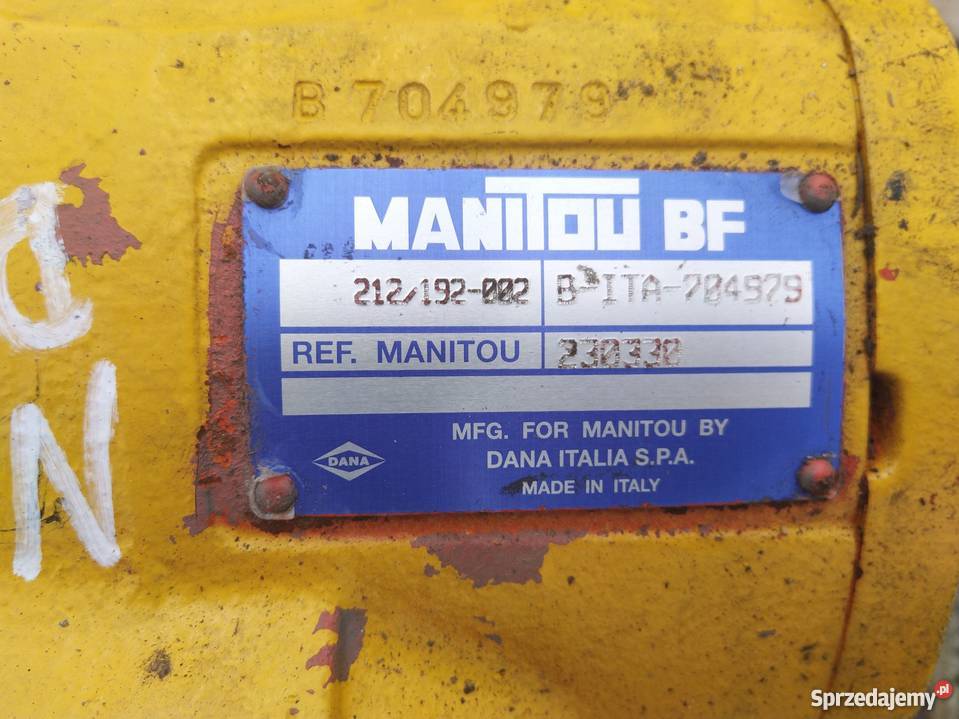 B 704979
MANITOU BF
212/192-002 B-ITA-704979
REF. MANITOU 230330
MFG. FOR MANITOU BY
DANA DANA ITALIA S.P.A.
MADE IN ITALY
N
Sprzedajemy.pl